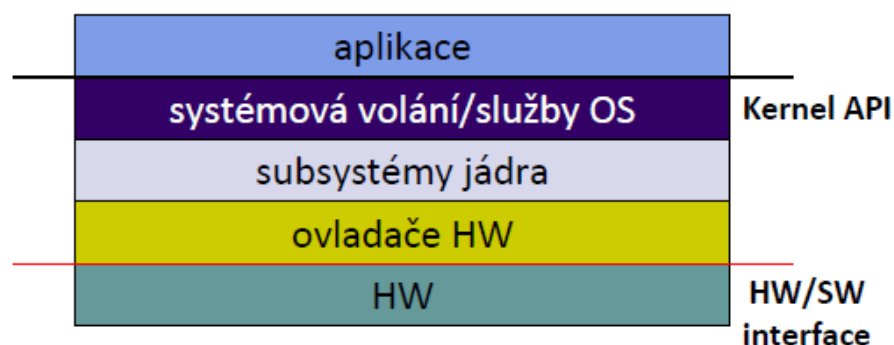 aplikace
systémová volání/služby OS
Kernel API
subsystémy jádra
ovladače HW
HW
HW/SW
interface